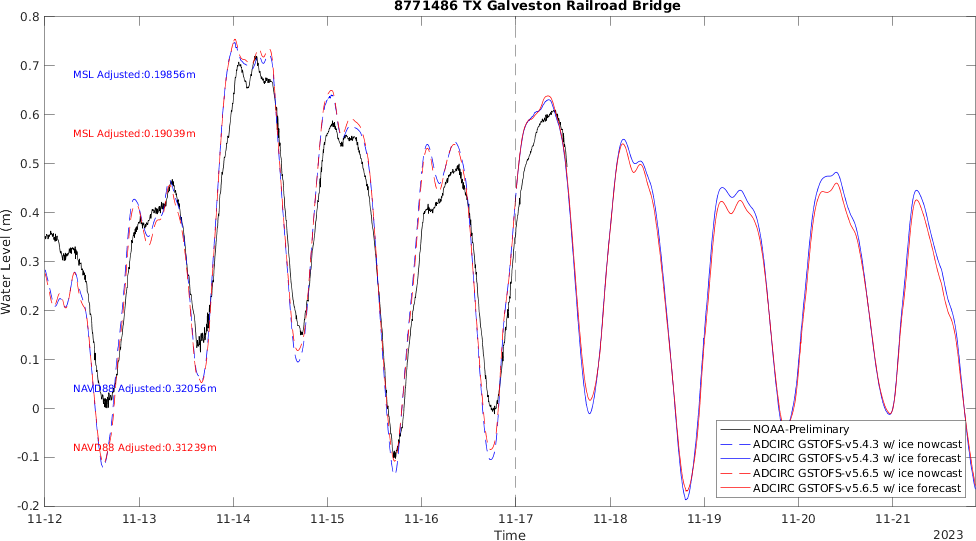 8771486 TX Galveston Railroad Bridge
0.8
0.7
0.6
0.5
0.4
0.3
0.2
0.1
0
-0.1
-0.2
Water Level (m)
MSL Adjusted:0.19856m
MSL Adjusted:0.19039m
NAVD88 Adjusted:0.32056m
NAVD88 Adjusted:0.31239m
NOAA-Preliminary
ADCIRC GSTOFS-v5.4.3 w/ ice nowcast
ADCIRC GSTOFS-v5.4.3 w/ ice forecast
ADCIRC GSTOFS-v5.6.5 w/ ice nowcast
ADCIRC GSTOFS-v5.6.5 w/ ice forecast
11-12 11-13 11-14 11-15 11-16 11-17 11-18 11-19 11-20 11-21
Time
2023